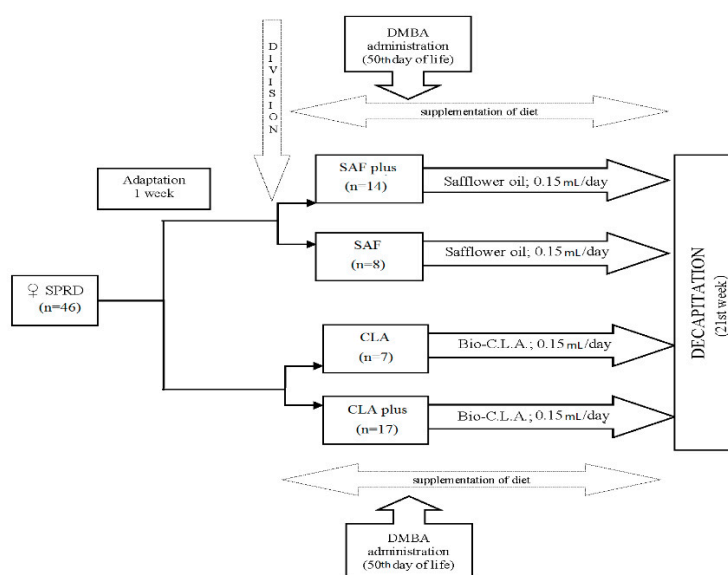 DMBA
administration
(50th day of life)
DIVISION
supplementation of diet
Adaptation
1 week
SAF plus
(n=14)
Safflower oil; 0.15 mL/day
SAF
(n=8)
Safflower oil; 0.15 mL/day
♀ SPRD
(n=46)
CLA
(n=7)
Bio-C.L.A.; 0.15 mL/day
CLA plus
(n=17)
Bio-C.L.A.; 0.15 mL/day
DECAPITATION
(21st week)
supplementation of diet
DMBA
administration
(50th day of life)